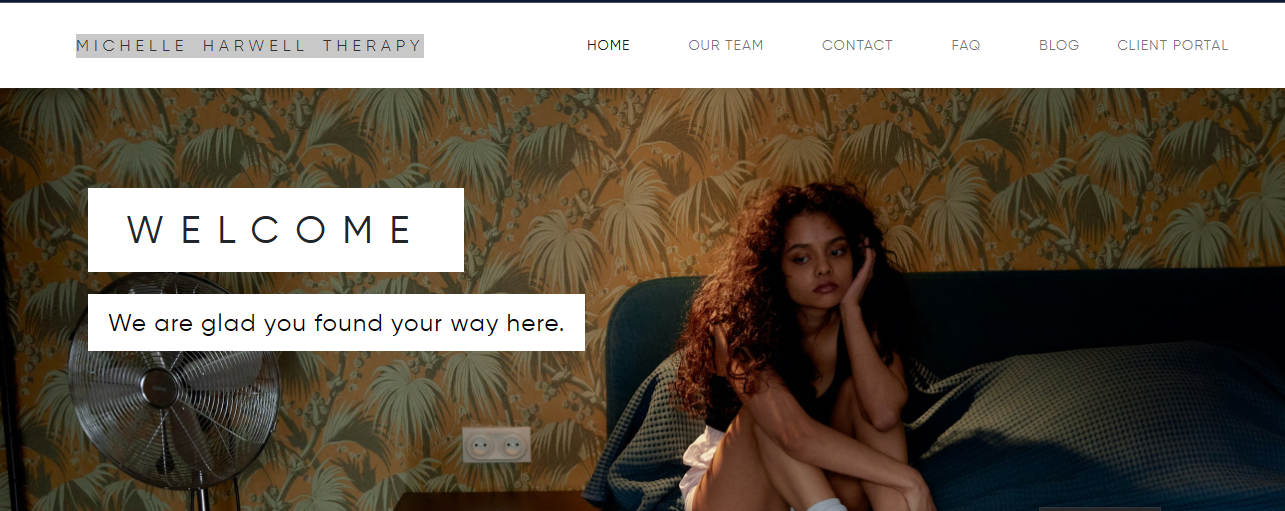 MICHELLE HARWELL THERAPY
HOME OUR TEAM CONTACT FAQ BLOG CLIENT PORTAL
WELCOME
We are glad you found your way here.